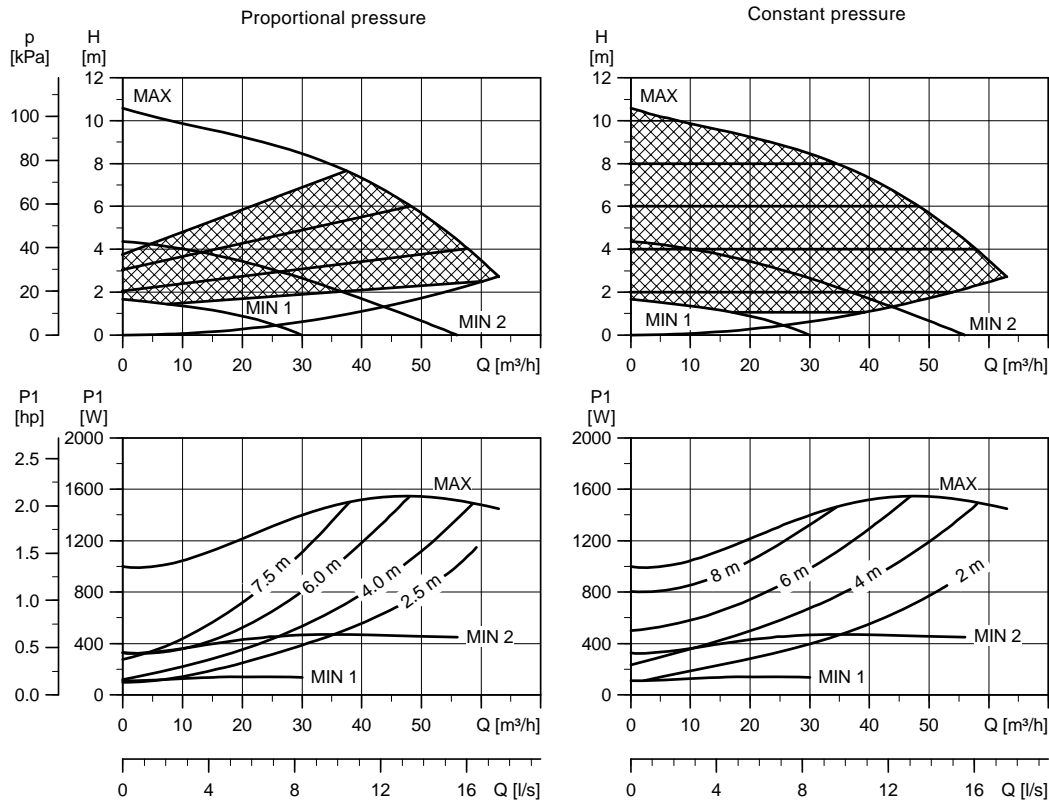 Proportional pressure
Constant pressure
p
[kPa]
H
[m]
100
80
60
40
20
0
12
10
8
6
4
2
0
MAX
MIN 1
MIN 2
0 10 20 30 40 50 Q [m³/h]
H
[m]
12
10
8
6
4
2
0
MAX
MIN 1
MIN 2
0 10 20 30 40 50 Q [m³/h]
P1
[hp]
P1
[W]
2.5
2.0
1.5
1.0
0.5
0.0
2000
1600
1200
800
400
0
MAX
7.5 m
6.0 m
4.0 m
2.5 m
MIN 2
MIN 1
0 10 20 30 40 50 Q [m³/h]
0 4 8 12 16 Q [l/s]
P1
[W]
2000
1600
1200
800
400
0
MAX
8 m
6 m
4 m
2 m
MIN 2
MIN 1
0 10 20 30 40 50 Q [m³/h]
0 4 8 12 16 Q [l/s]